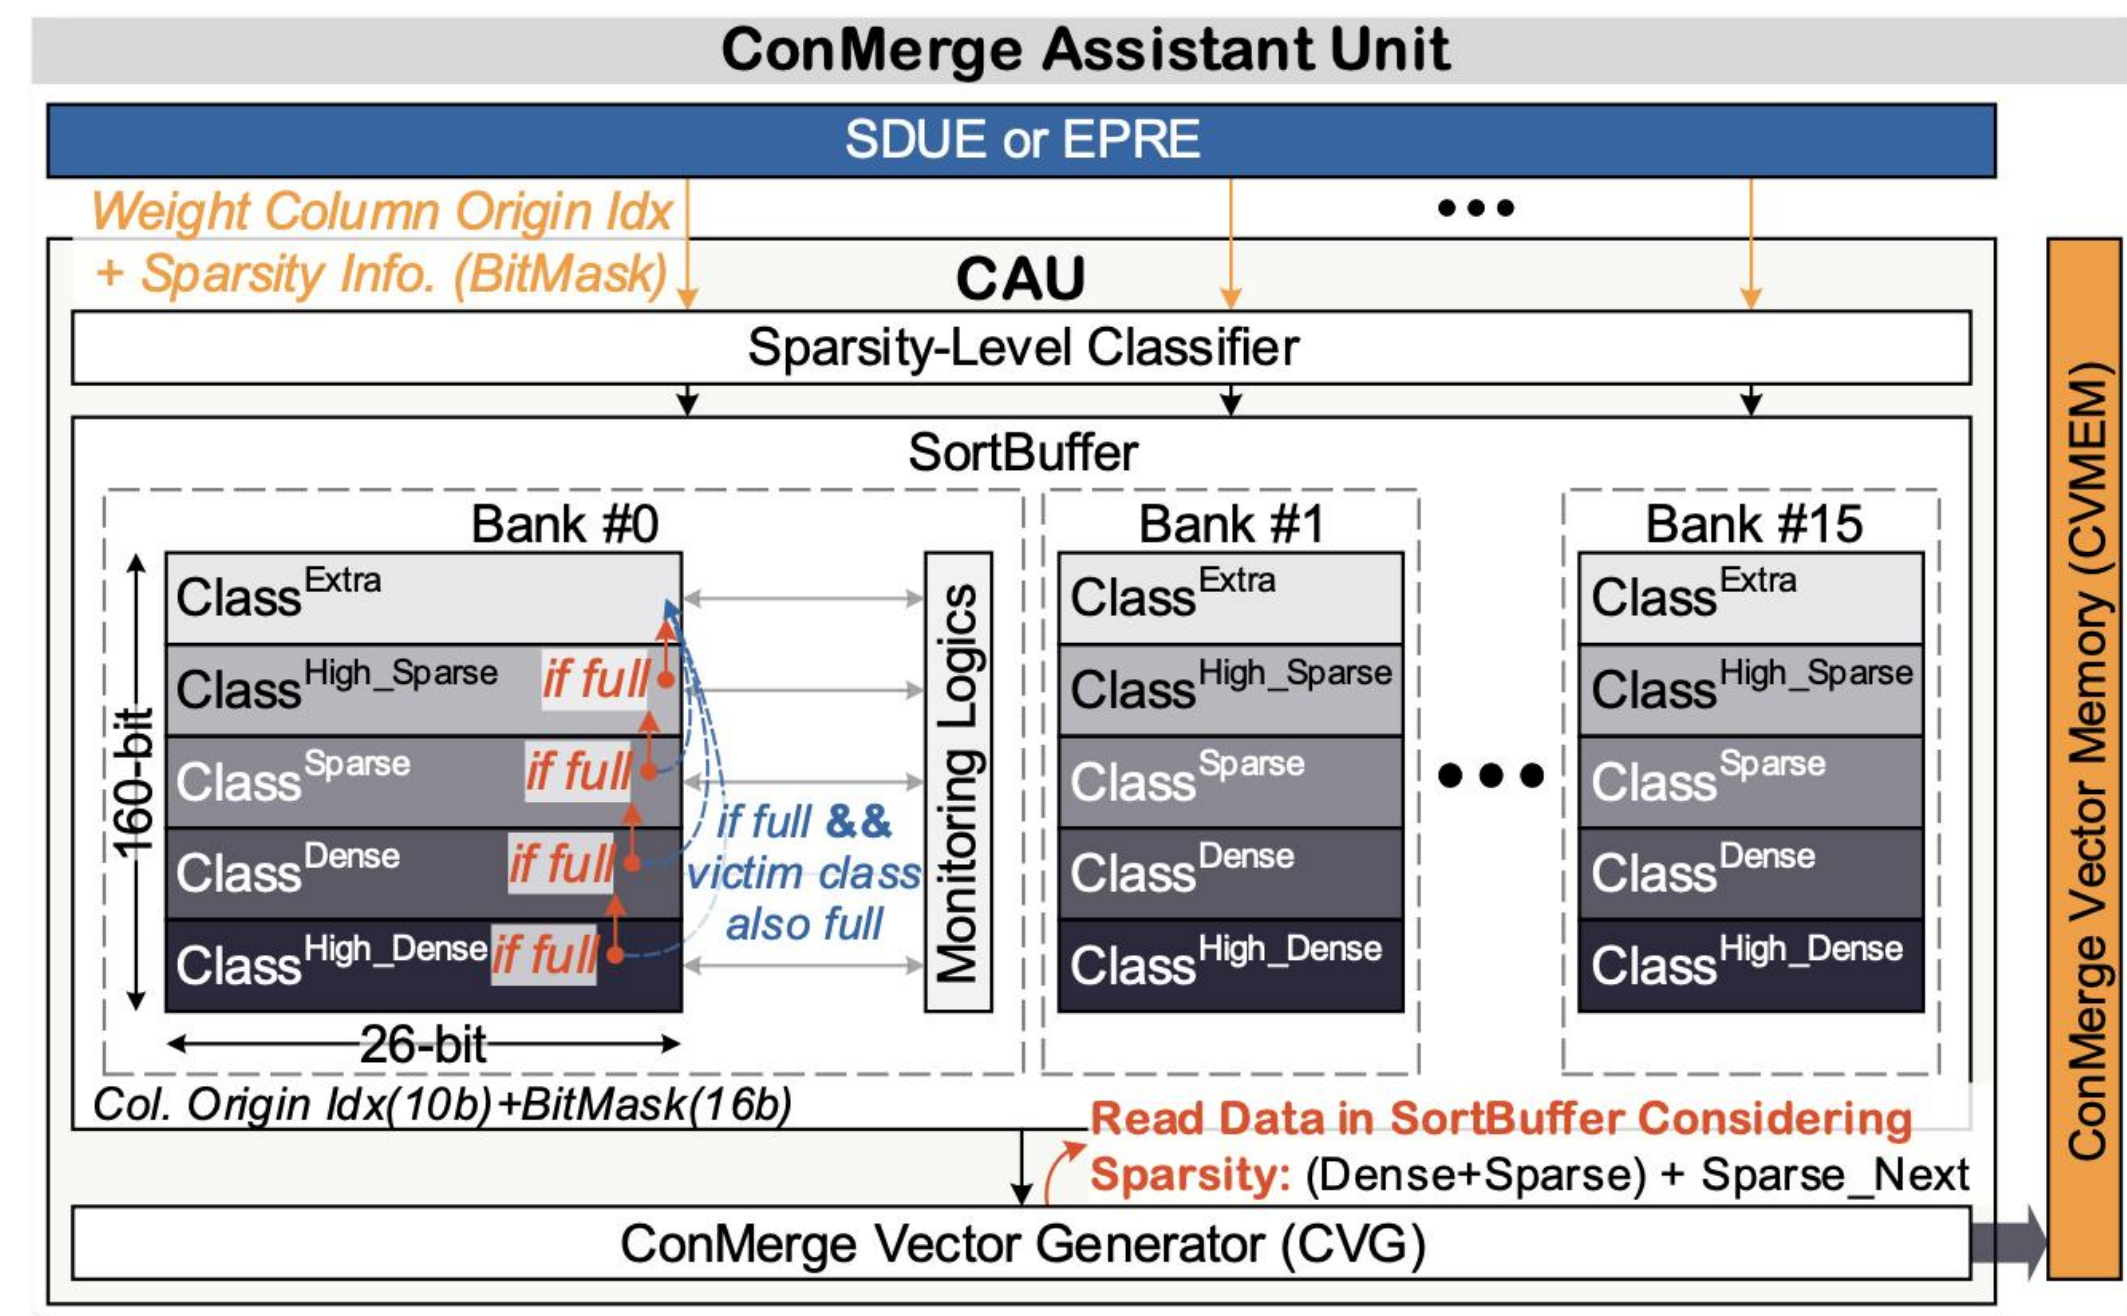 ConMerge Assistant Unit
SDUE or EPRE
Weight Column Origin Idx
+ Sparsity Info. (BitMask)
•••
CAU
Sparsity-Level Classifier
SortBuffer
Bank #0
Class^Extra
Class^High_Sparse
if full
Class^Sparse
if full
Class^Dense
if full
Class^High_Dense
if full
160-bit
26-bit
if full &&
victim class
also full
Monitoring Logics
Bank #1
Class^Extra
Class^High_Sparse
Class^Sparse
Class^Dense
Class^High_Dense
•••
Bank #15
Class^Extra
Class^High_Sparse
Class^Sparse
Class^Dense
Class^High_Dense
Col. Origin Idx(10b)+BitMask(16b)
Read Data in SortBuffer Considering
Sparsity: (Dense+Sparse) + Sparse_Next
ConMerge Vector Generator (CVG)
ConMerge Vector Memory (CVMEM)